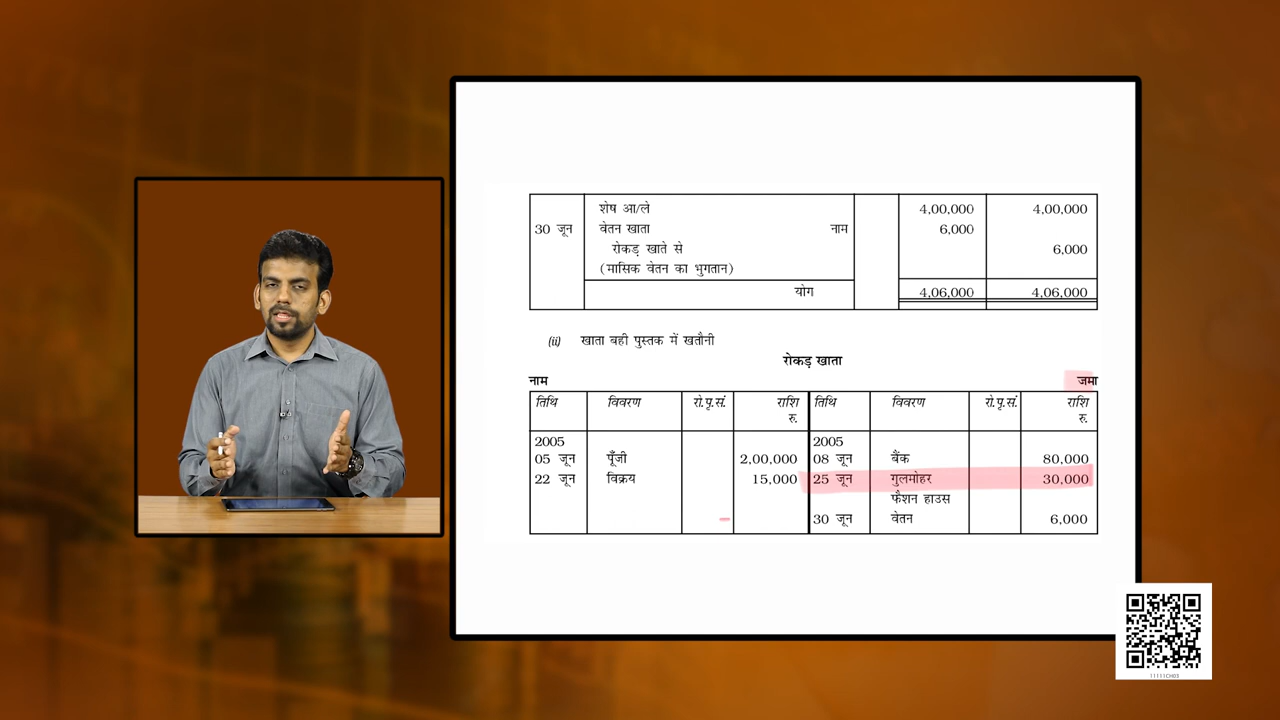 शेष आ/ले 4,00,000 4,00,000
30 जून वेतन खाता नाम 6,000
रोकड़ खाते से 6,000
(मासिक वेतन का भुगतान)
योग 4,06,000 4,06,000
(ii) खाता बही पुस्तक में खतौनी
रोकड़ खाता
नाम जमा
तिथि विवरण रो.पृ.सं. राशि तिथि विवरण रो.पृ.सं. राशि
रु. रु.
2005 2005
05 जून पूँजी 2,00,000 08 जून बैंक 80,000
22 जून विक्रय 15,000 25 जून गुलमोहर 30,000
फैशन हाउस
30 जून वेतन 6,000
11111CH03